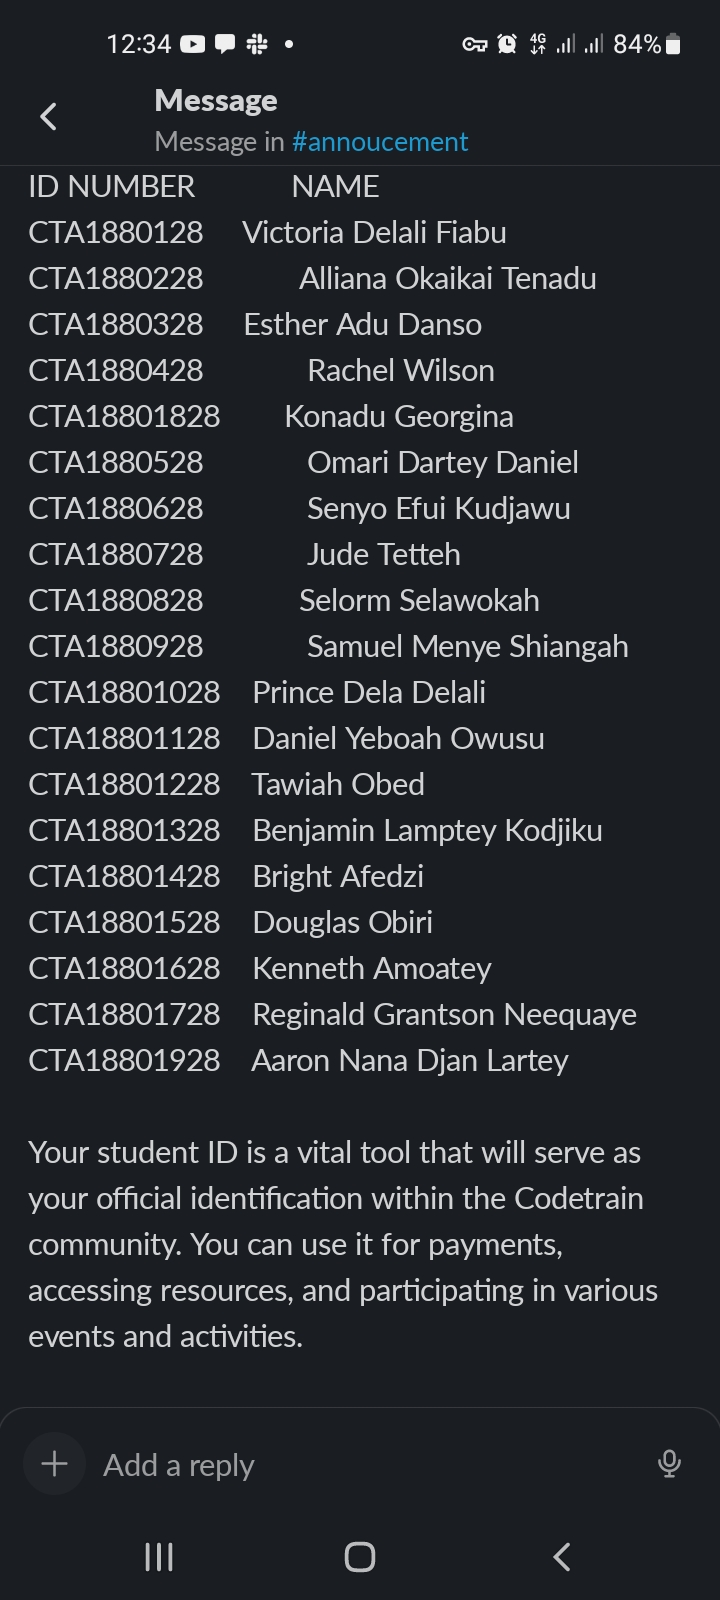 12:34 4G 84%
Message
Message in #annoucement
ID NUMBER NAME
CTA1880128 Victoria Delali Fiabu
CTA1880228 Alliana Okaikai Tenadu
CTA1880328 Esther Adu Danso
CTA1880428 Rachel Wilson
CTA18801828 Konadu Georgina
CTA1880528 Omari Dartey Daniel
CTA1880628 Senyo Efui Kudjawu
CTA1880728 Jude Tetteh
CTA1880828 Selorm Selawokah
CTA1880928 Samuel Menye Shiangah
CTA18801028 Prince Dela Delali
CTA18801128 Daniel Yeboah Owusu
CTA18801228 Tawiah Obed
CTA18801328 Benjamin Lamptey Kodjiku
CTA18801428 Bright Afedzi
CTA18801528 Douglas Obiri
CTA18801628 Kenneth Amoatey
CTA18801728 Reginald Grantson Neequaye
CTA18801928 Aaron Nana Djan Lartey
Your student ID is a vital tool that will serve as
your official identification within the Codetrain
community. You can use it for payments,
accessing resources, and participating in various
events and activities.
Add a reply